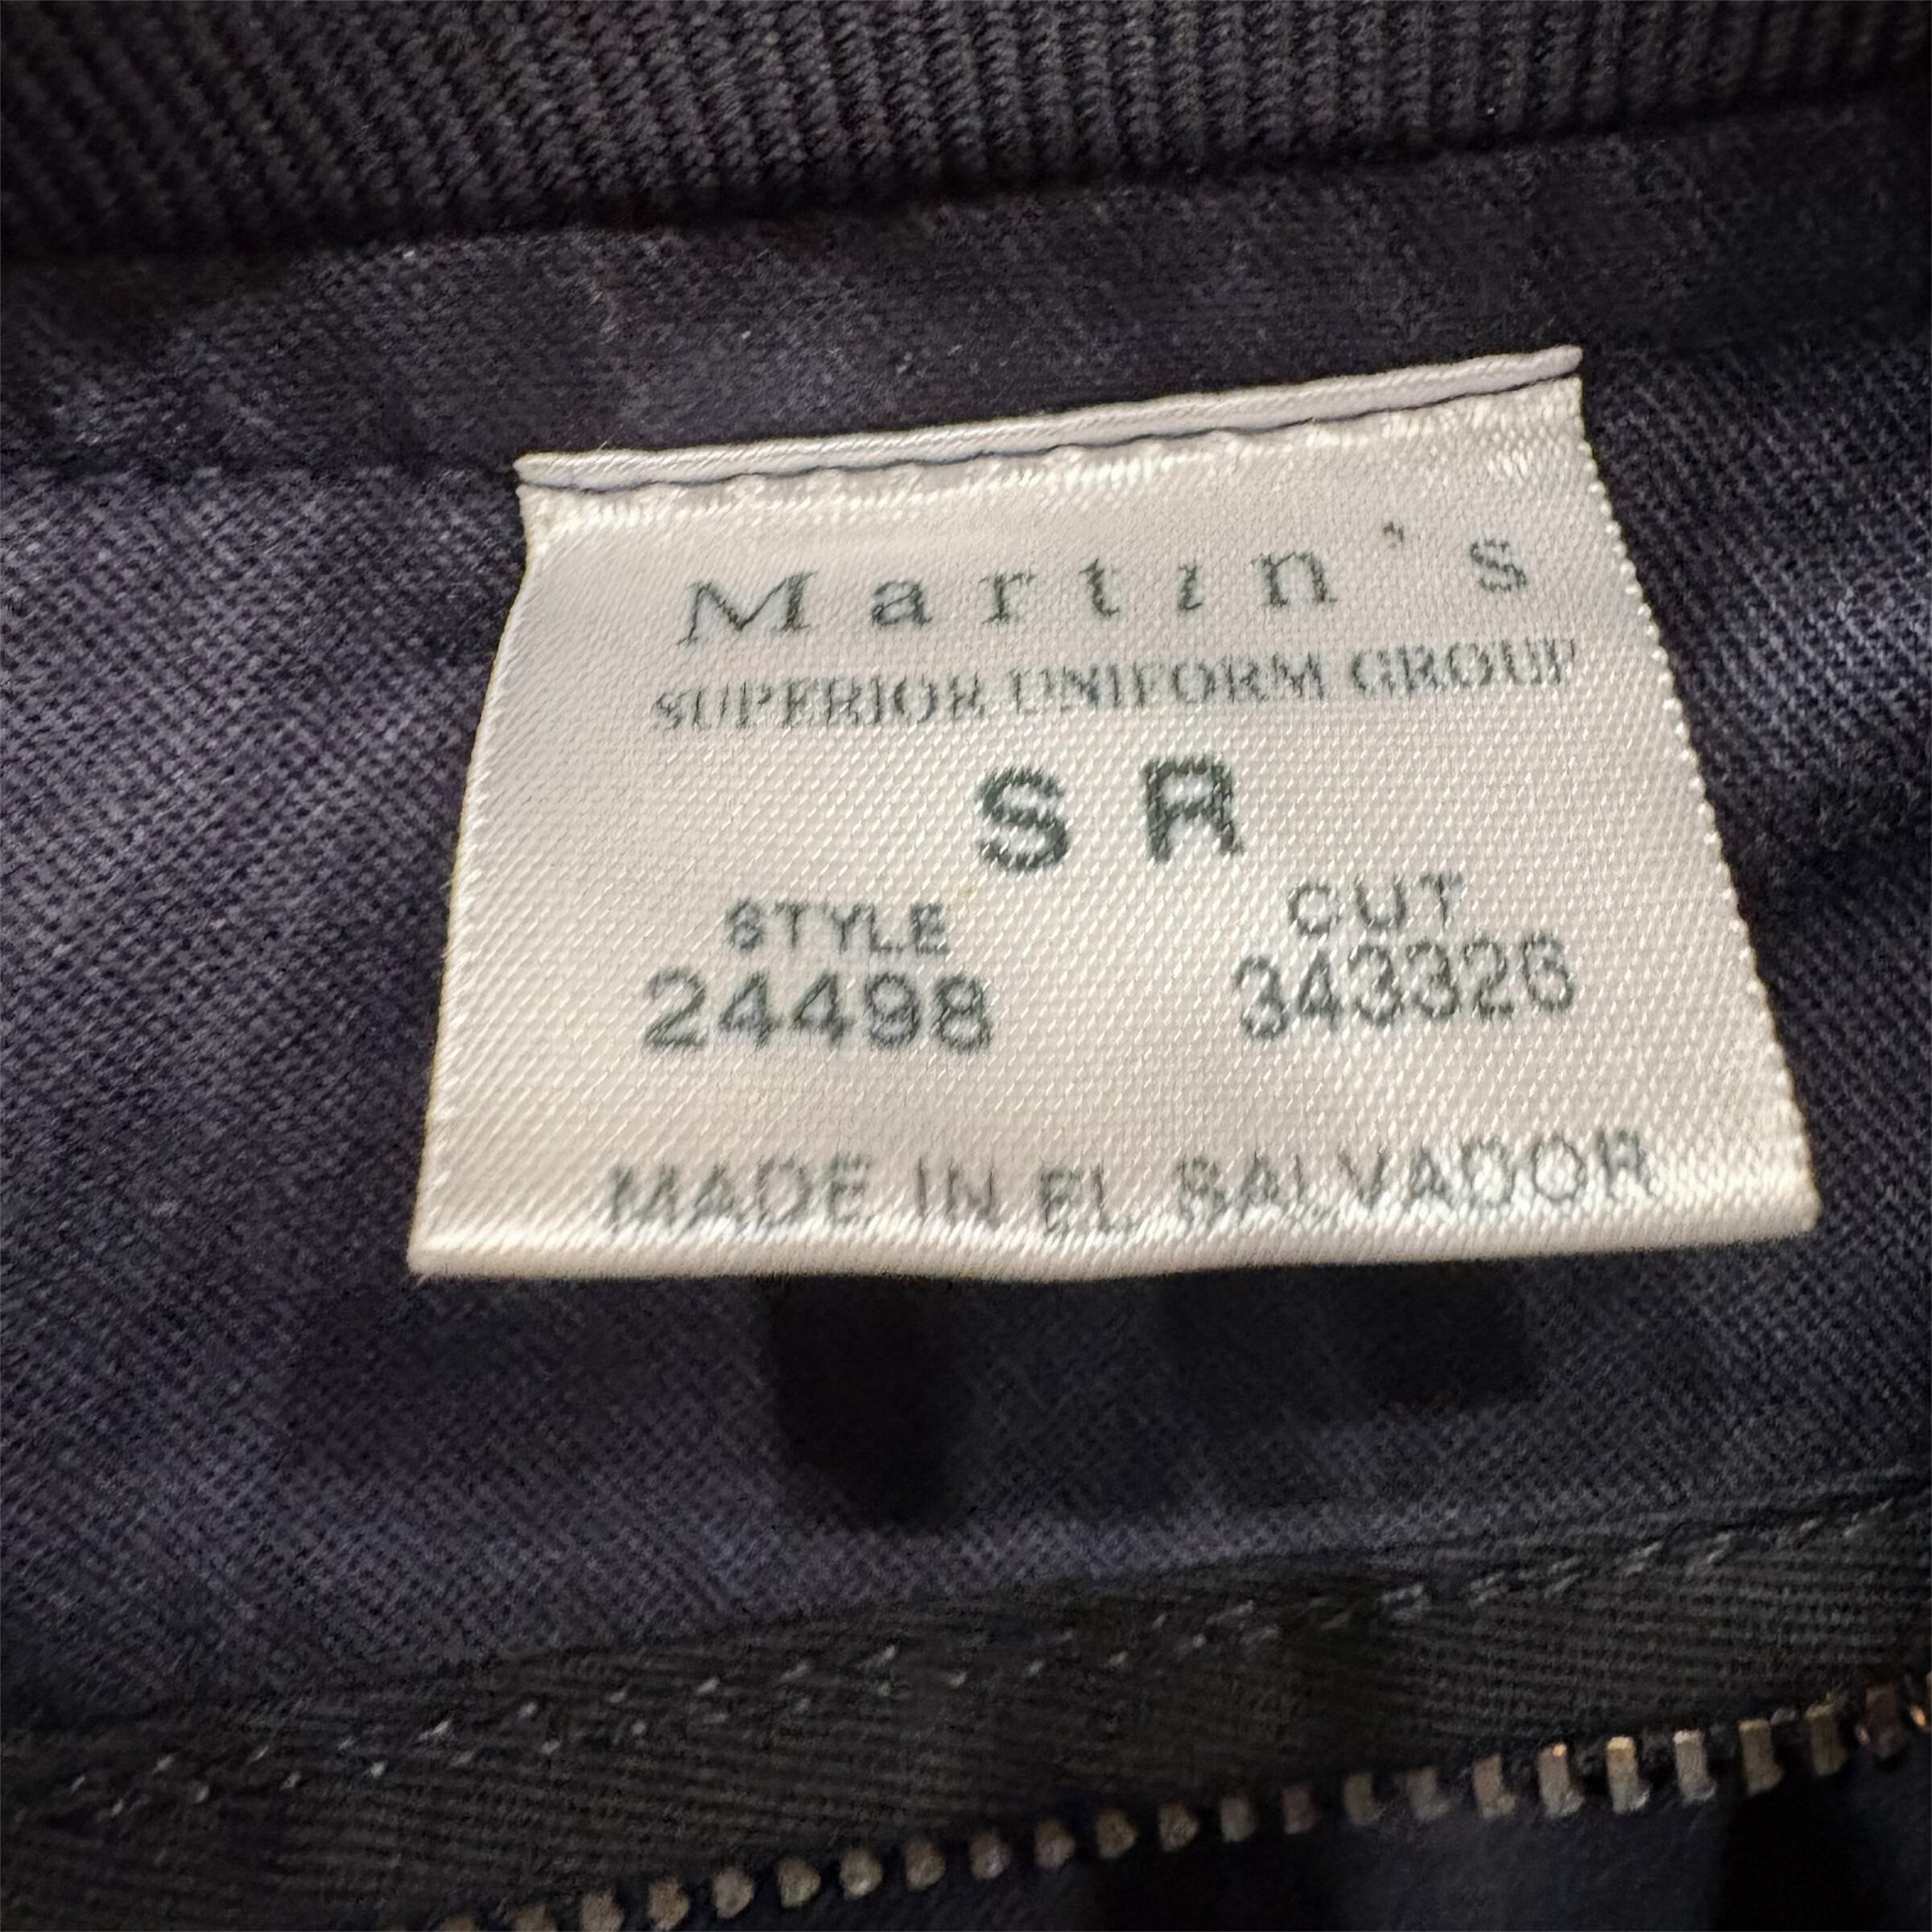 Martin's
SUPERIOR UNIFORM GROUP
S R
STYLE CUT
24498 343326
MADE IN EL SALVADOR